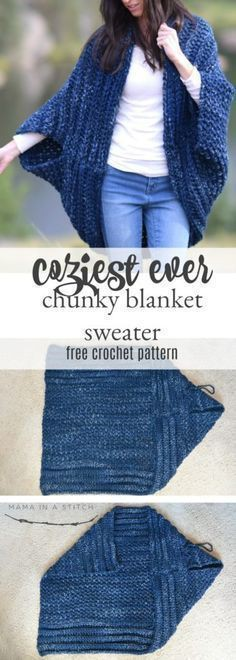 coziest ever
chunky blanket
sweater
free crochet pattern
MAMA IN A STITCH